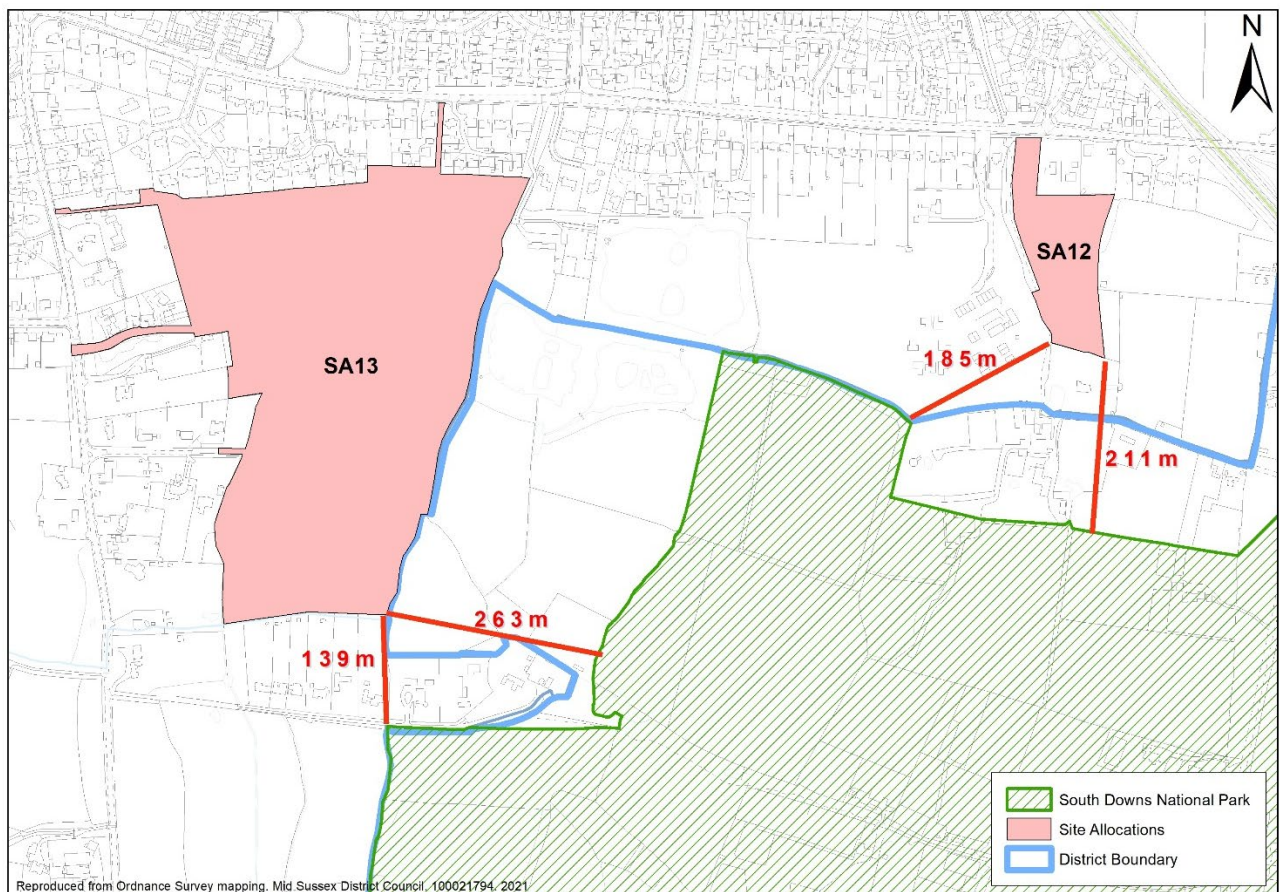 N
SA12
SA13
1 8 5 m
2 1 1 m
2 6 3 m
1 3 9 m
South Downs National Park
Site Allocations
District Boundary
Reproduced from Ordnance Survey mapping. Mid Sussex District Council. 100021794. 2021